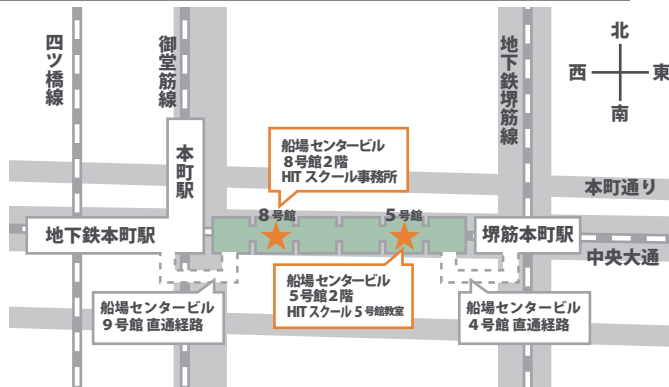 四ツ橋線
御堂筋線
地下鉄堺筋線
北
西
東
南
本町駅
船場センタービル
8号館2階
HITスクール事務所
本町通り
8号館
5号館
地下鉄本町駅
堺筋本町駅
中央大通
船場センタービル
5号館2階
HITスクール5号館教室
船場センタービル
9号館 直通経路
船場センタービル
4号館 直通経路